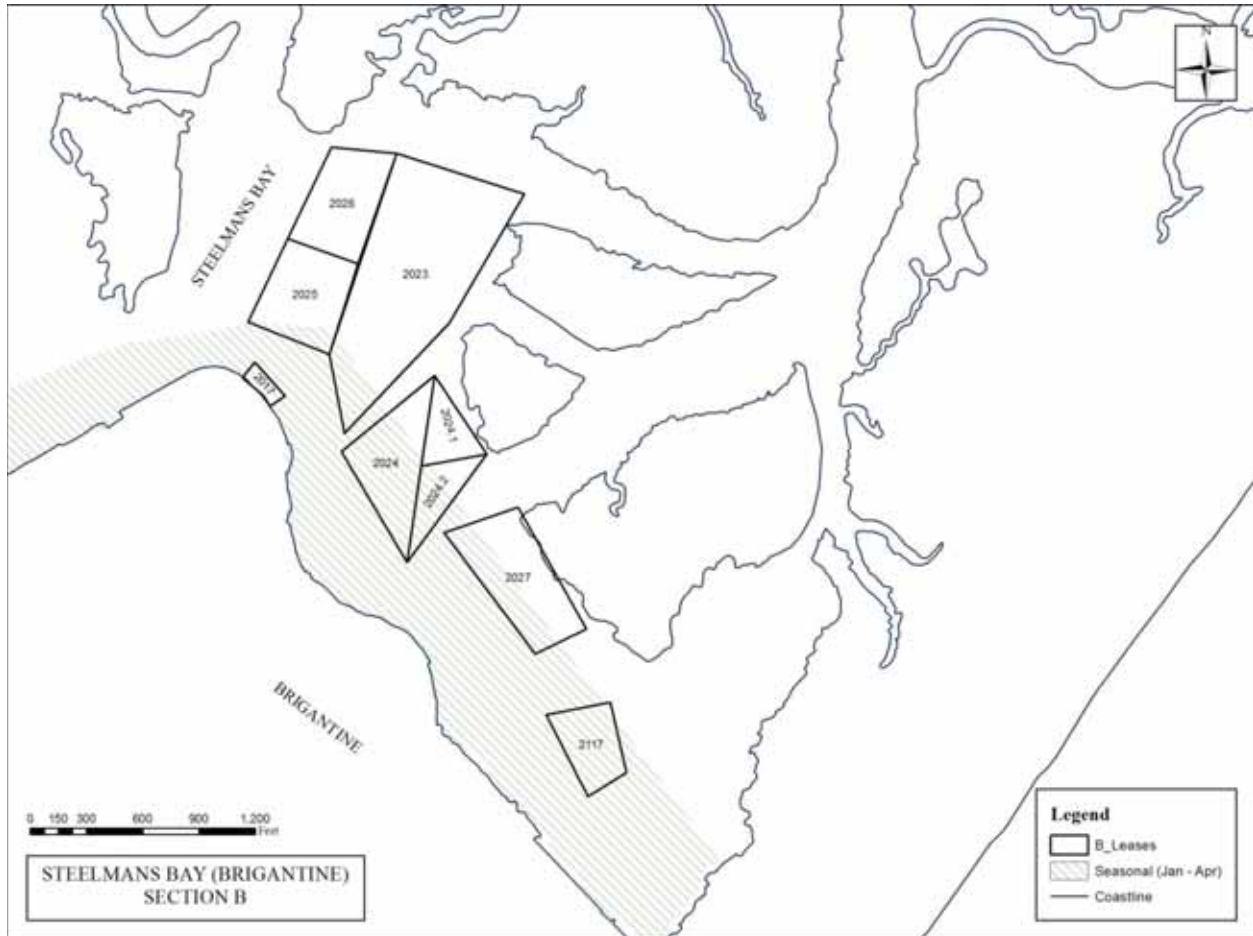 N
STEELMANS BAY
2026
2023
2025
2017
2024.1
2024
2024.2
2027
BRIGANTINE
2117
0 150 300 600 900 1,200
Feet
STEELMANS BAY (BRIGANTINE)
SECTION B
Legend
B_Leases
Seasonal (Jan - Apr)
Coastline